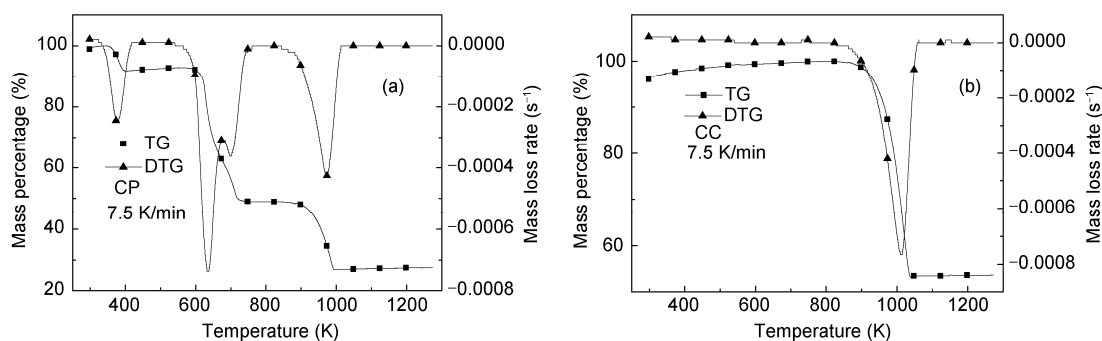 100
80
60
40
20
Mass percentage (%)
(a)
TG
DTG
CP
7.5 K/min
0.0000
−0.0002
−0.0004
−0.0006
−0.0008
Mass loss rate (s⁻¹)
400 600 800 1000 1200
Temperature (K)
100
80
60
Mass percentage (%)
(b)
TG
DTG
CC
7.5 K/min
0.0000
−0.0002
−0.0004
−0.0006
−0.0008
Mass loss rate (s⁻¹)
400 600 800 1000 1200
Temperature (K)